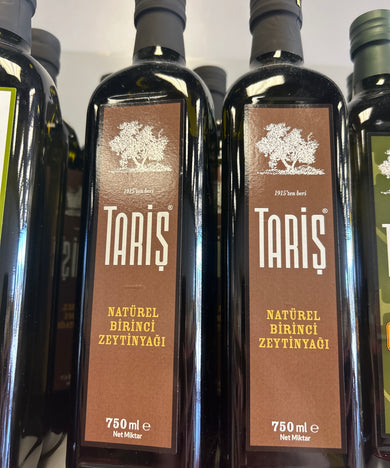 1915'ten beri
TARİŞ®
NATÜREL
BİRİNCİ
ZEYTİNYAĞI
750 ml ℮
Net Miktar
1915'ten beri
TARİŞ®
NATÜREL
BİRİNCİ
ZEYTİNYAĞI
750 ml ℮
Net Miktar